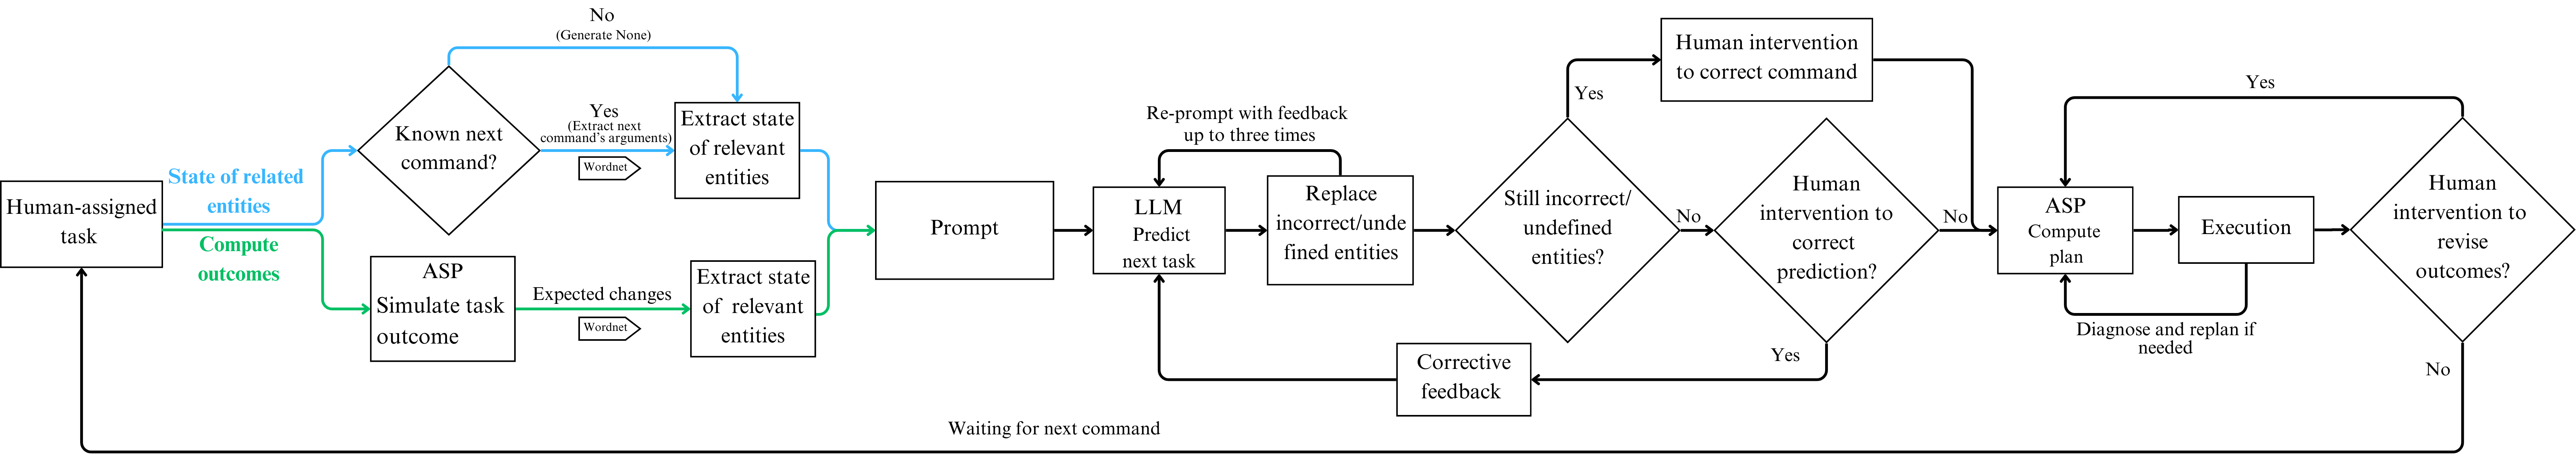 Human-assigned
task
State of related
entities
Compute
outcomes
No
(Generate None)
Known next
command?
Yes
(Extract next
command's arguments)
Wordnet
Extract state
of relevant
entities
ASP
Simulate task
outcome
Expected changes
Wordnet
Extract state
of relevant
entities
Prompt
LLM
Predict
next task
Re-prompt with feedback
up to three times
Replace
incorrect/unde
fined entities
Still incorrect/
undefined
entities?
Yes
Human intervention
to correct command
No
Human
intervention to
correct
prediction?
Yes
Corrective
feedback
No
ASP
Compute
plan
Execution
Diagnose and replan if
needed
Human
intervention to
revise
outcomes?
Yes
No
Waiting for next command